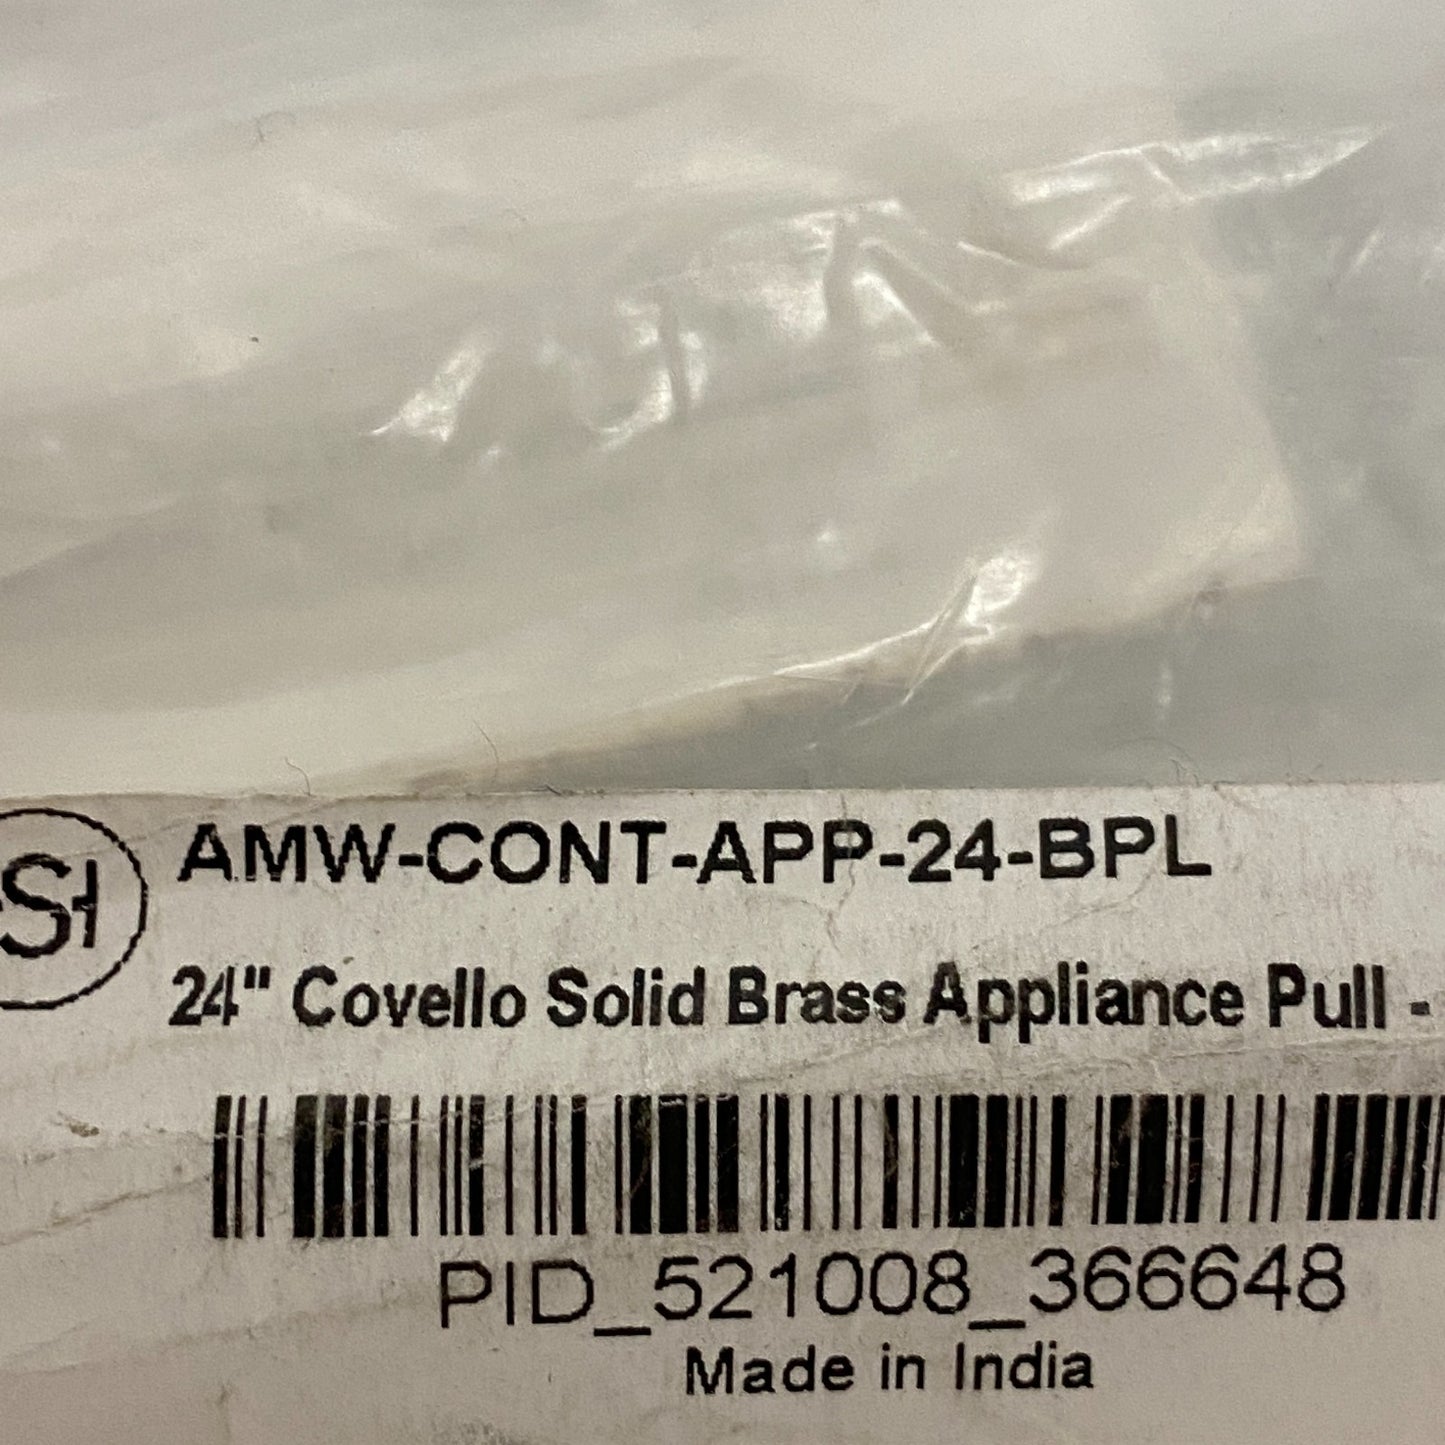 SH
AMW-CONT-APP-24-BPL
24" Covello Solid Brass Appliance Pull -
PID_521008_366648
Made in India